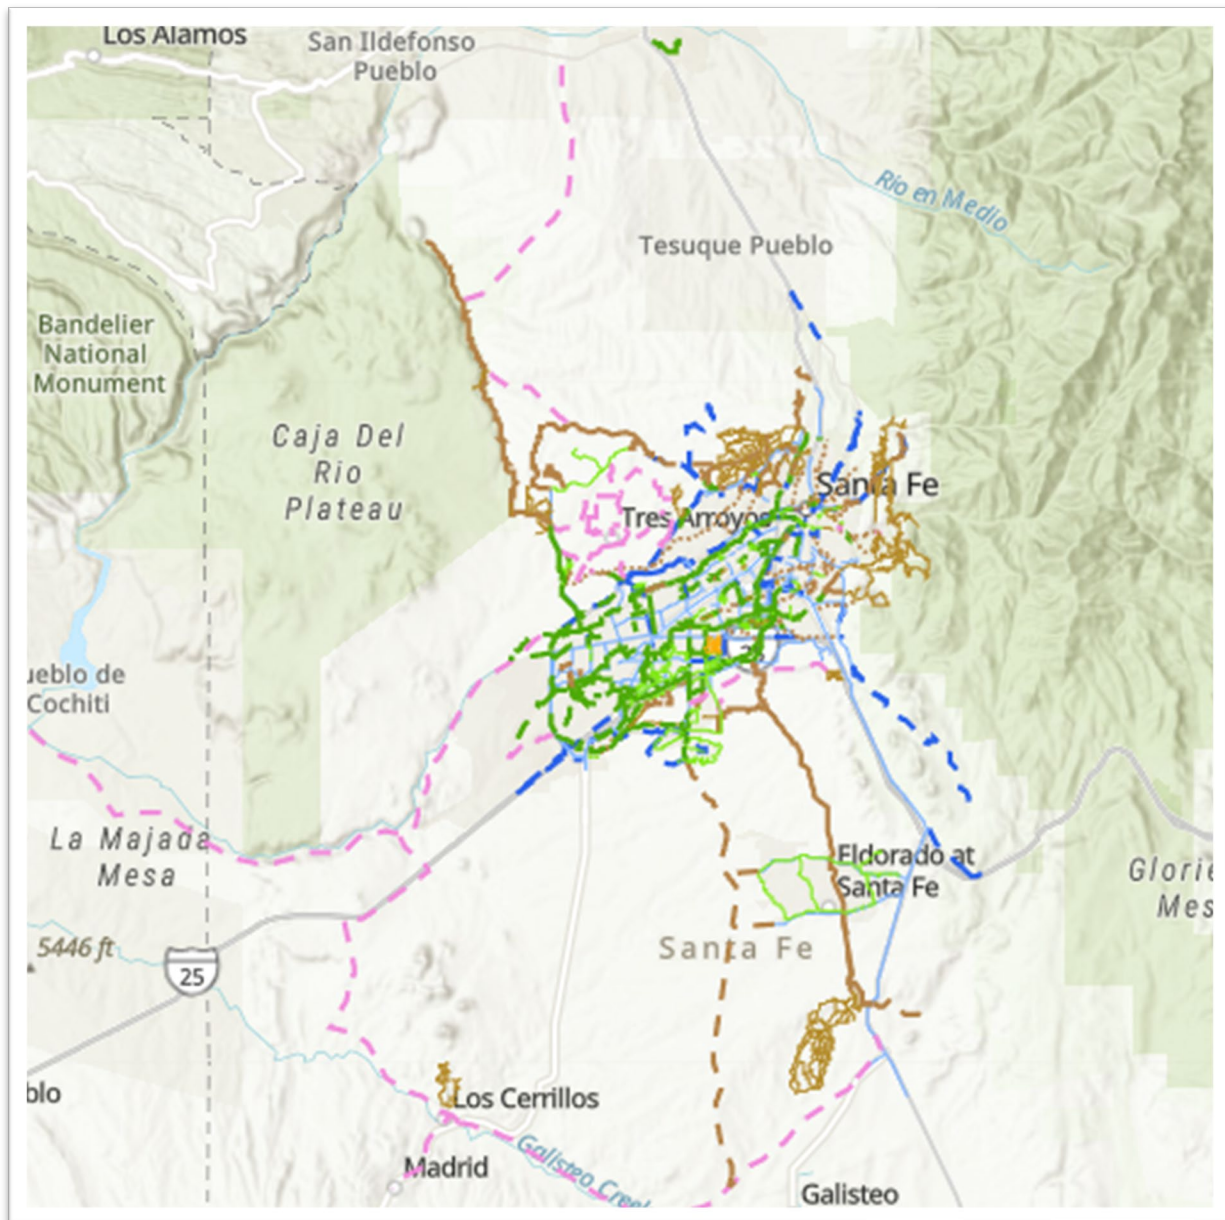 Los Alamos
San Ildefonso
Pueblo
Rio en Medio
Tesuque Pueblo
Bandelier
National
Monument
Caja Del
Rio
Plateau
Santa Fe
Tres Arroyos
ueblo de
Cochiti
La Majada
Mesa
Eldorado at
Santa Fe
Glorie
Mes
5446 ft
Santa Fe
25
blo
Los Cerrillos
Galisteo Creek
Madrid
Galisteo